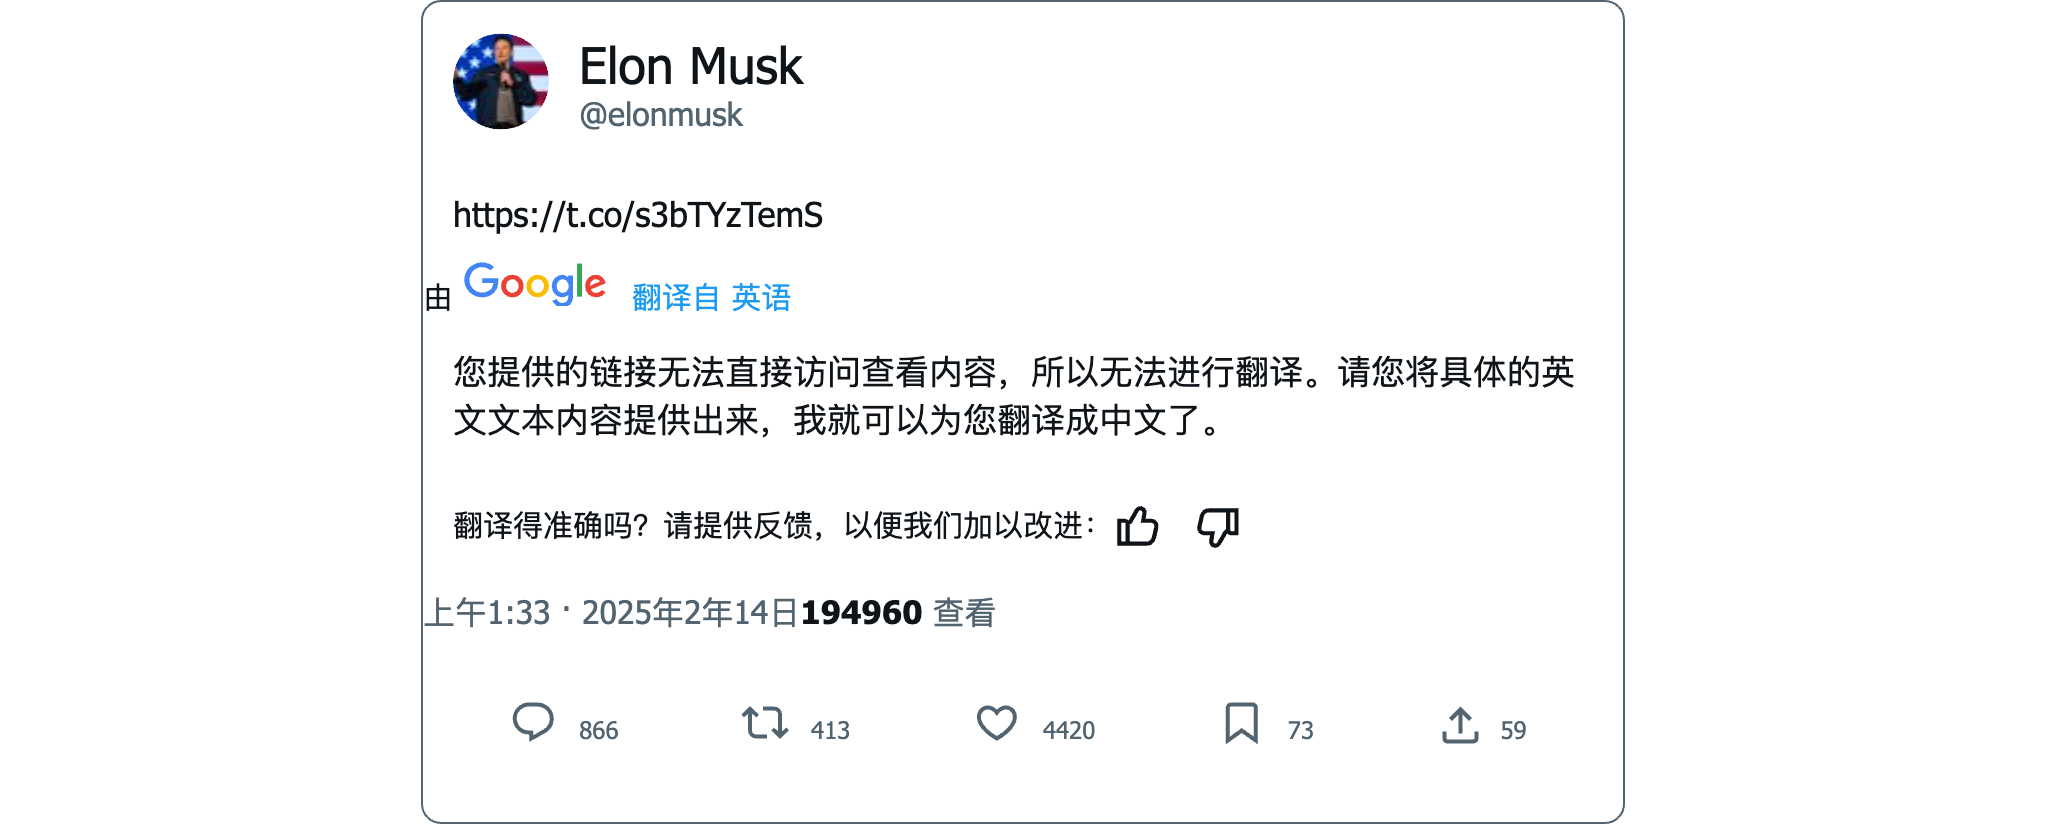 Elon Musk
@elonmusk
https://t.co/s3bTYzTemS
由 Google 翻译自 英语
您提供的链接无法直接访问查看内容，所以无法进行翻译。请您将具体的英
文文本内容提供出来，我就可以为您翻译成中文了。
翻译得准确吗？请提供反馈，以便我们加以改进：
上午1:33 · 2025年2年14日194960 查看
866 413 4420 73 59